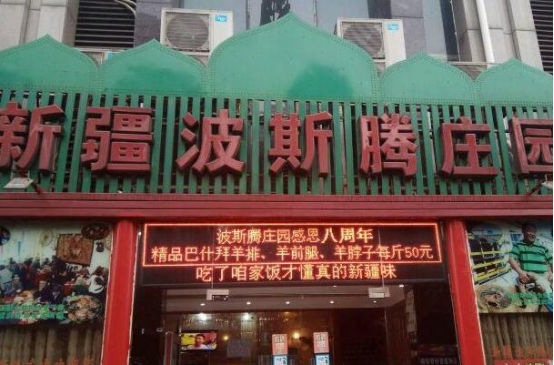 新疆波斯腾庄园
波斯腾庄园感恩八周年
精品巴什拜羊排、羊前腿、羊脖子每斤50元
吃了咱家饭才懂真的新疆味